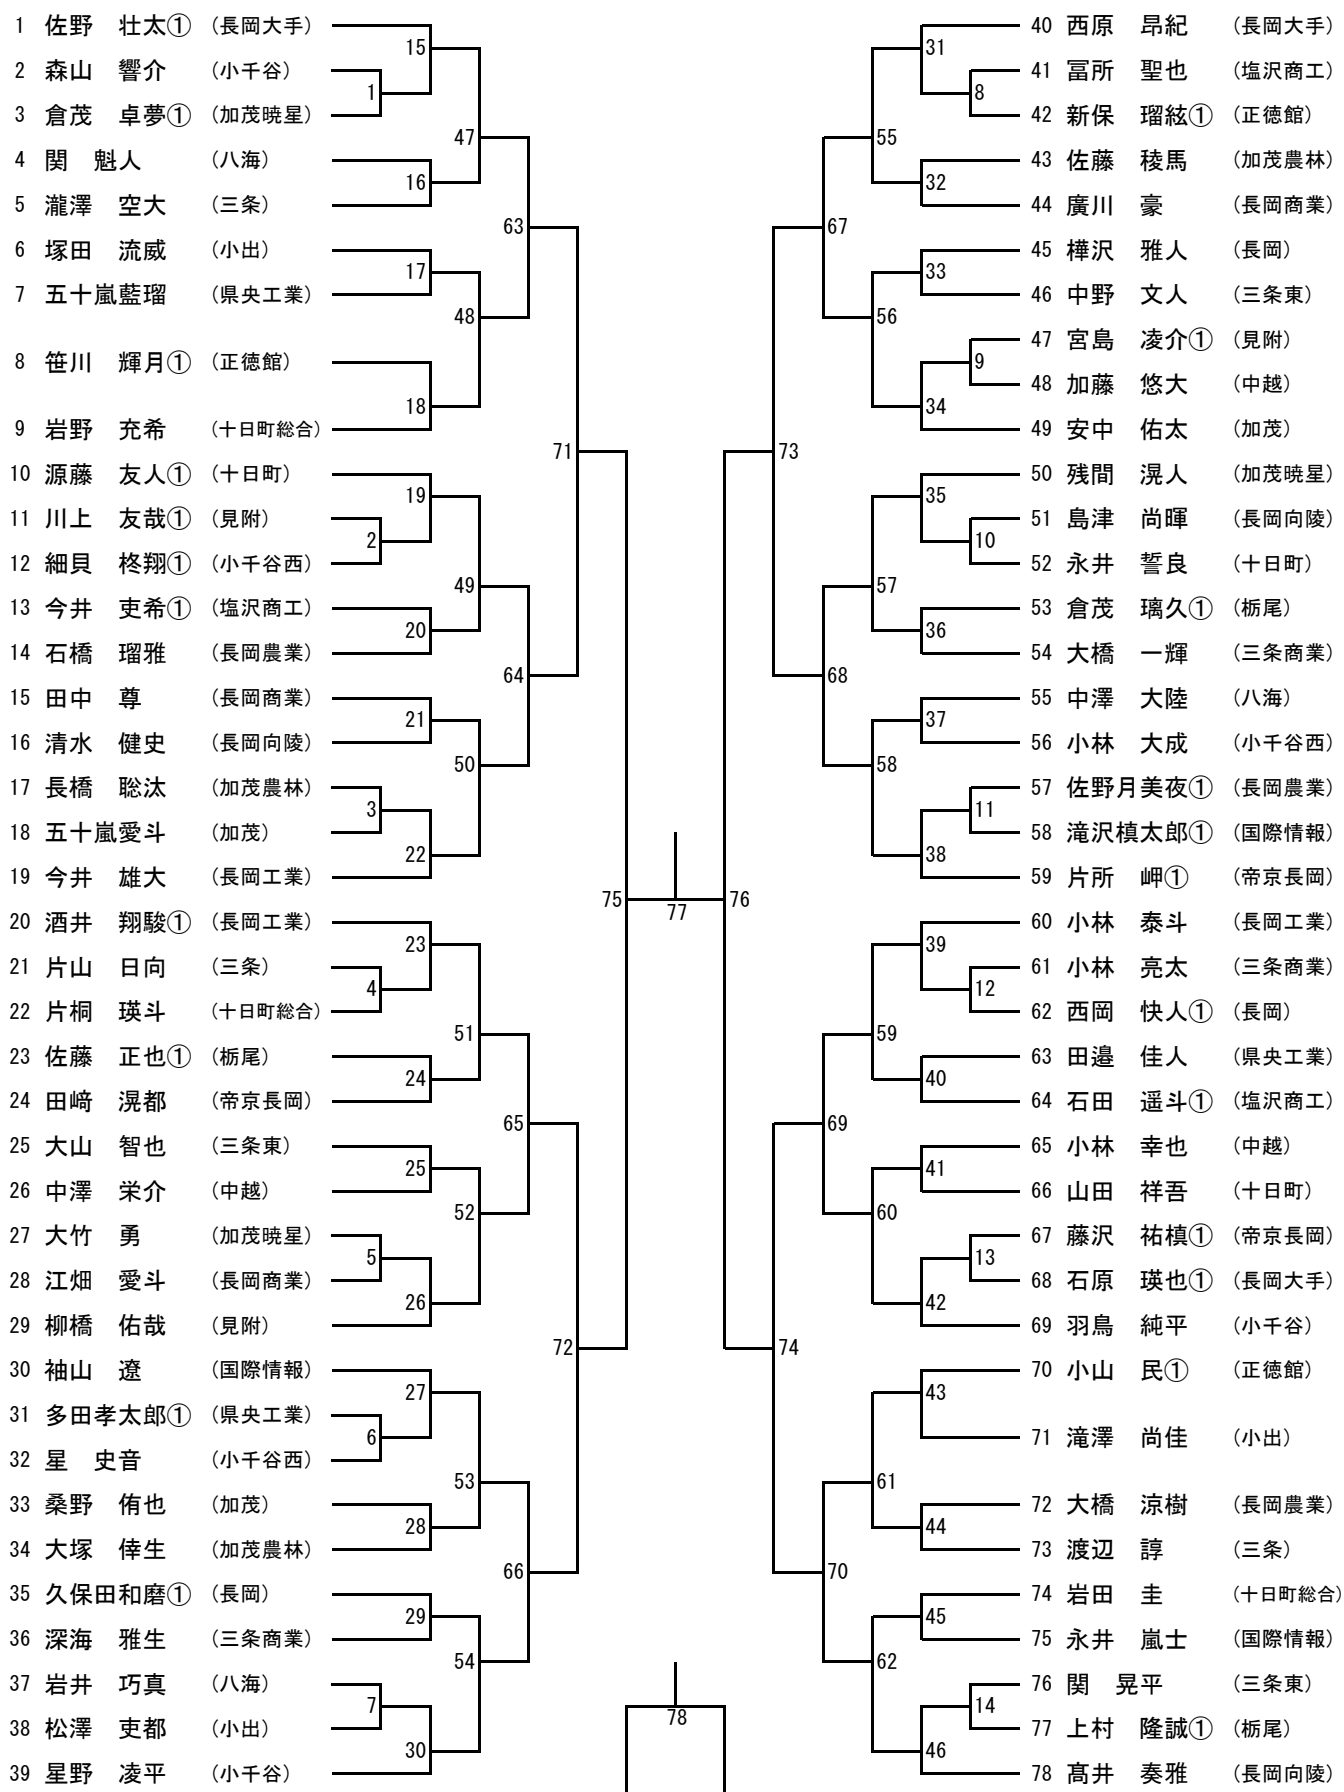 1 佐野　壮太① (長岡大手)
2 森山　響介 (小千谷)
3 倉茂　卓夢① (加茂暁星)
4 関　魁人 (八海)
5 瀧澤　空大 (三条)
6 塚田　流威 (小出)
7 五十嵐藍瑠 (県央工業)
8 笹川　輝月① (正徳館)
9 岩野　充希 (十日町総合)
10 源藤　友人① (十日町)
11 川上　友哉① (見附)
12 細貝　柊翔① (小千谷西)
13 今井　吏希① (塩沢商工)
14 石橋　瑠雅 (長岡農業)
15 田中　尊 (長岡商業)
16 清水　健史 (長岡向陵)
17 長橋　聡汰 (加茂農林)
18 五十嵐愛斗 (加茂)
19 今井　雄大 (長岡工業)
20 酒井　翔駿① (長岡工業)
21 片山　日向 (三条)
22 片桐　瑛斗 (十日町総合)
23 佐藤　正也① (栃尾)
24 田﨑　滉都 (帝京長岡)
25 大山　智也 (三条東)
26 中澤　栄介 (中越)
27 大竹　勇 (加茂暁星)
28 江畑　愛斗 (長岡商業)
29 柳橋　佑哉 (見附)
30 袖山　遼 (国際情報)
31 多田孝太郎① (県央工業)
32 星　史音 (小千谷西)
33 桑野　侑也 (加茂)
34 大塚　倖生 (加茂農林)
35 久保田和磨① (長岡)
36 深海　雅生 (三条商業)
37 岩井　巧真 (八海)
38 松澤　吏都 (小出)
39 星野　凌平 (小千谷)
1
2
3
4
5
6
7
15
16
17
18
19
20
21
22
23
24
25
26
27
28
29
30
47
48
49
50
51
52
53
54
63
64
65
66
71
72
75
77
78
76
73
74
67
68
69
70
55
56
57
58
59
60
61
62
31
32
33
34
35
36
37
38
39
40
41
42
43
44
45
46
8
9
10
11
12
13
14
40 西原　昂紀 (長岡大手)
41 冨所　聖也 (塩沢商工)
42 新保　瑠絃① (正徳館)
43 佐藤　稜馬 (加茂農林)
44 廣川　豪 (長岡商業)
45 樺沢　雅人 (長岡)
46 中野　文人 (三条東)
47 宮島　凌介① (見附)
48 加藤　悠大 (中越)
49 安中　佑太 (加茂)
50 残間　滉人 (加茂暁星)
51 島津　尚暉 (長岡向陵)
52 永井　誓良 (十日町)
53 倉茂　璃久① (栃尾)
54 大橋　一輝 (三条商業)
55 中澤　大陸 (八海)
56 小林　大成 (小千谷西)
57 佐野月美夜① (長岡農業)
58 滝沢槙太郎① (国際情報)
59 片所　岬① (帝京長岡)
60 小林　泰斗 (長岡工業)
61 小林　亮太 (三条商業)
62 西岡　快人① (長岡)
63 田邉　佳人 (県央工業)
64 石田　遥斗① (塩沢商工)
65 小林　幸也 (中越)
66 山田　祥吾 (十日町)
67 藤沢　祐槙① (帝京長岡)
68 石原　瑛也① (長岡大手)
69 羽鳥　純平 (小千谷)
70 小山　民① (正徳館)
71 滝澤　尚佳 (小出)
72 大橋　涼樹 (長岡農業)
73 渡辺　諄 (三条)
74 岩田　圭 (十日町総合)
75 永井　嵐士 (国際情報)
76 関　晃平 (三条東)
77 上村　隆誠① (栃尾)
78 髙井　奏雅 (長岡向陵)